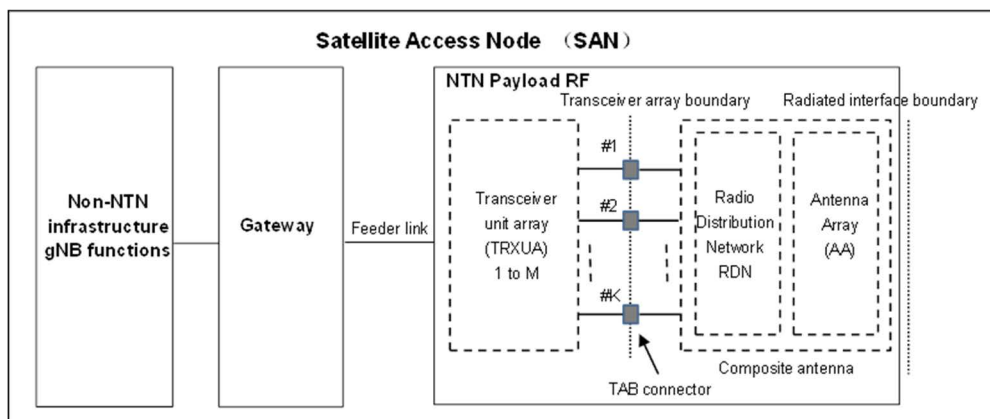 Satellite Access Node （SAN）
NTN Payload RF
Transceiver array boundary
Radiated interface boundary
Non-NTN
infrastructure
gNB functions
Gateway
Feeder link
Transceiver
unit array
(TRXUA)
1 to M
#1
#2
#K
Radio
Distribution
Network
RDN
Antenna
Array
(AA)
Composite antenna
TAB connector